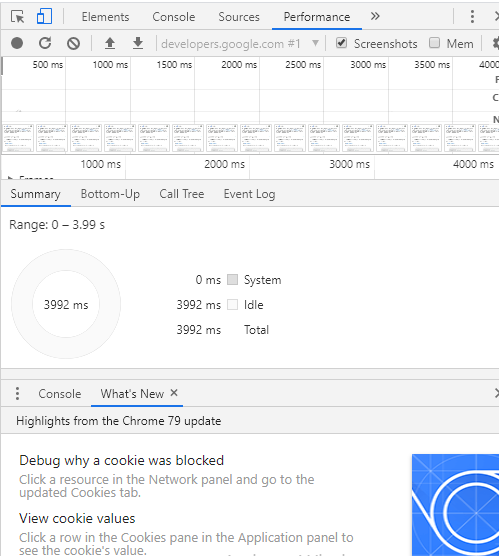 Elements Console Sources Performance »
developers.google.com #1 ▼ Screenshots Mem
500 ms 1000 ms 1500 ms 2000 ms 2500 ms 3000 ms 3500 ms 400
C
N
1000 ms 2000 ms 3000 ms 4000 ms
Frames
Summary Bottom-Up Call Tree Event Log
Range: 0 – 3.99 s
3992 ms
0 ms System
3992 ms Idle
3992 ms Total
Console What's New ×
Highlights from the Chrome 79 update
Debug why a cookie was blocked
Click a resource in the Network panel and go to the
updated Cookies tab.
View cookie values
Click a row in the Cookies pane in the Application panel to
see the cookie's value.